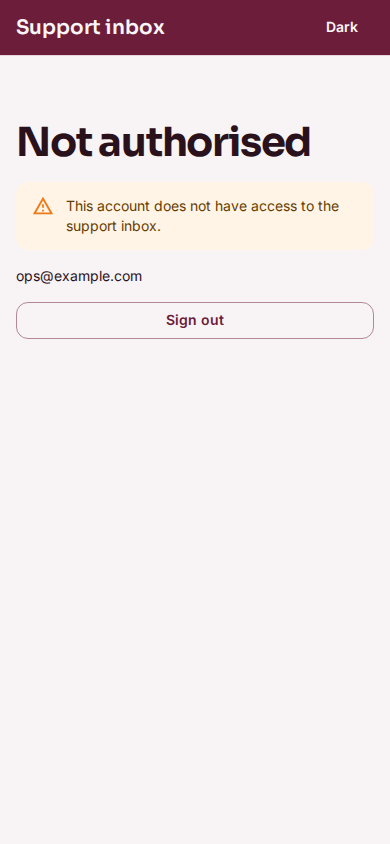 Support inbox
Dark
Not authorised
This account does not have access to the
support inbox.
ops@example.com
Sign out